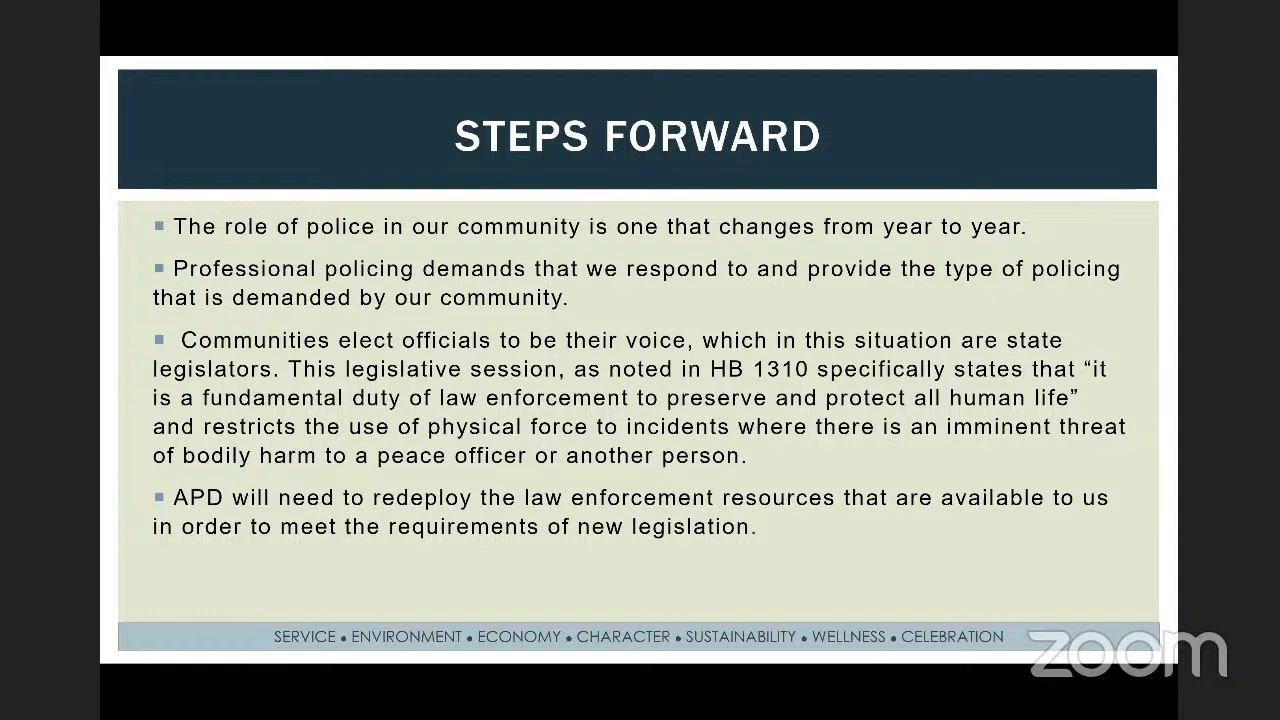 STEPS FORWARD
▪ The role of police in our community is one that changes from year to year.
▪ Professional policing demands that we respond to and provide the type of policing
that is demanded by our community.
▪ Communities elect officials to be their voice, which in this situation are state
legislators. This legislative session, as noted in HB 1310 specifically states that “it
is a fundamental duty of law enforcement to preserve and protect all human life”
and restricts the use of physical force to incidents where there is an imminent threat
of bodily harm to a peace officer or another person.
▪ APD will need to redeploy the law enforcement resources that are available to us
in order to meet the requirements of new legislation.
SERVICE • ENVIRONMENT • ECONOMY • CHARACTER • SUSTAINABILITY • WELLNESS • CELEBRATION
zoom